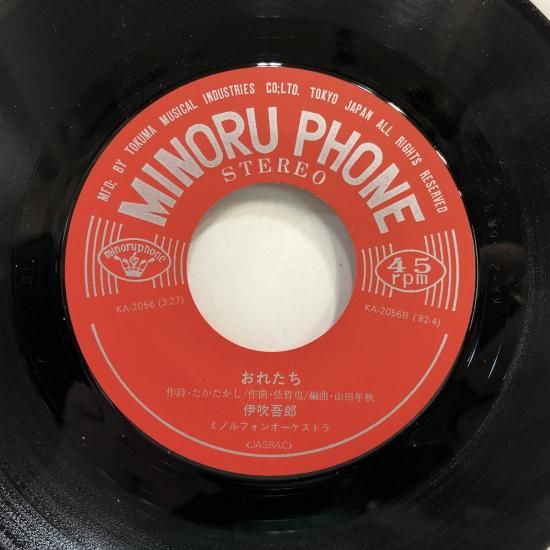 MFD; BY TOKUMA MUSICAL INDUSTRIES CO;LTD. TOKYO JAPAN ALL RIGHTS RESERVED
MINORU PHONE
STEREO
minoruphone
45
rpm
KA-2056 (3:27)
KA-2056B ('82-4)
おれたち
作詩・たかたかし/作曲・弦哲也/編曲・山田年秋
伊吹吾郎
ミノルフォンオーケストラ
<JASRAC>